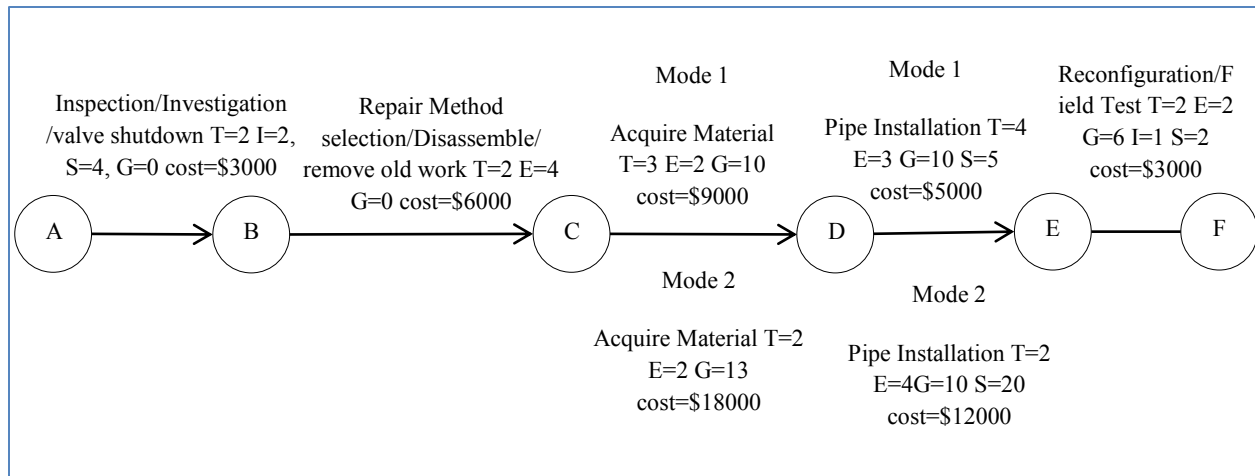 Inspection/Investigation
/valve shutdown T=2 I=2,
S=4, G=0 cost=$3000
Repair Method
selection/Disassemble/
remove old work T=2 E=4
G=0 cost=$6000
Mode 1
Acquire Material
T=3 E=2 G=10
cost=$9000
Mode 1
Pipe Installation T=4
E=3 G=10 S=5
cost=$5000
Reconfiguration/F
ield Test T=2 E=2
G=6 I=1 S=2
cost=$3000
A
B
C
D
E
F
Mode 2
Acquire Material T=2
E=2 G=13
cost=$18000
Mode 2
Pipe Installation T=2
E=4G=10 S=20
cost=$12000